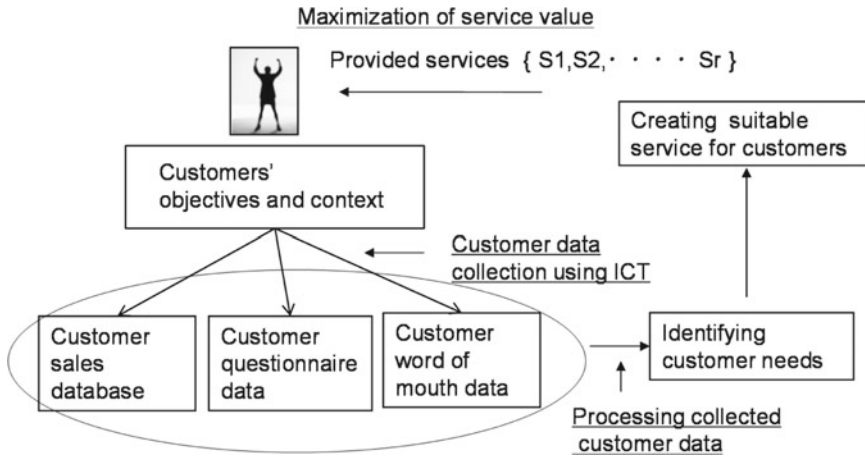 Maximization of service value
Provided services { S1,S2,・・・・ Sr }
Creating suitable
service for customers
Customers'
objectives and context
Customer data
collection using ICT
Customer
sales
database
Customer
questionnaire
data
Customer
word of
mouth data
Identifying
customer needs
Processing collected
customer data